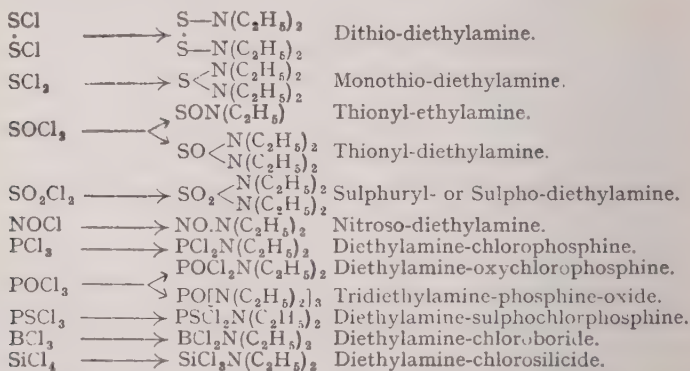 SCl ⟶ S—N(C₂H₅)₂ Dithio-diethylamine.
SCl S—N(C₂H₅)₂
SCl₂ ⟶ S<N(C₂H₅)₂ N(C₂H₅)₂ Monothio-diethylamine.
SOCl₂ ⟶ SON(C₂H₅) Thionyl-ethylamine.
SO<N(C₂H₅)₂ N(C₂H₅)₂ Thionyl-diethylamine.
SO₂Cl₂ ⟶ SO₂<N(C₂H₅)₂ N(C₂H₅)₂ Sulphuryl- or Sulpho-diethylamine.
NOCl ⟶ NO.N(C₂H₅)₂ Nitroso-diethylamine.
PCl₃ ⟶ PCl₂N(C₂H₅)₂ Diethylamine-chlorophosphine.
POCl₃ ⟶ POCl₂N(C₂H₅)₂ Diethylamine-oxychlorophosphine.
PO[N(C₂H₅)₂]₃ Tridiethylamine-phosphine-oxide.
PSCl₃ ⟶ PSCl₂N(C₂H₅)₂ Diethylamine-sulphochlorphosphine.
BCl₃ ⟶ BCl₂N(C₂H₅)₂ Diethylamine-chloroboride.
SiCl₄ ⟶ SiCl₃N(C₂H₅)₂ Diethylamine-chlorosilicide.